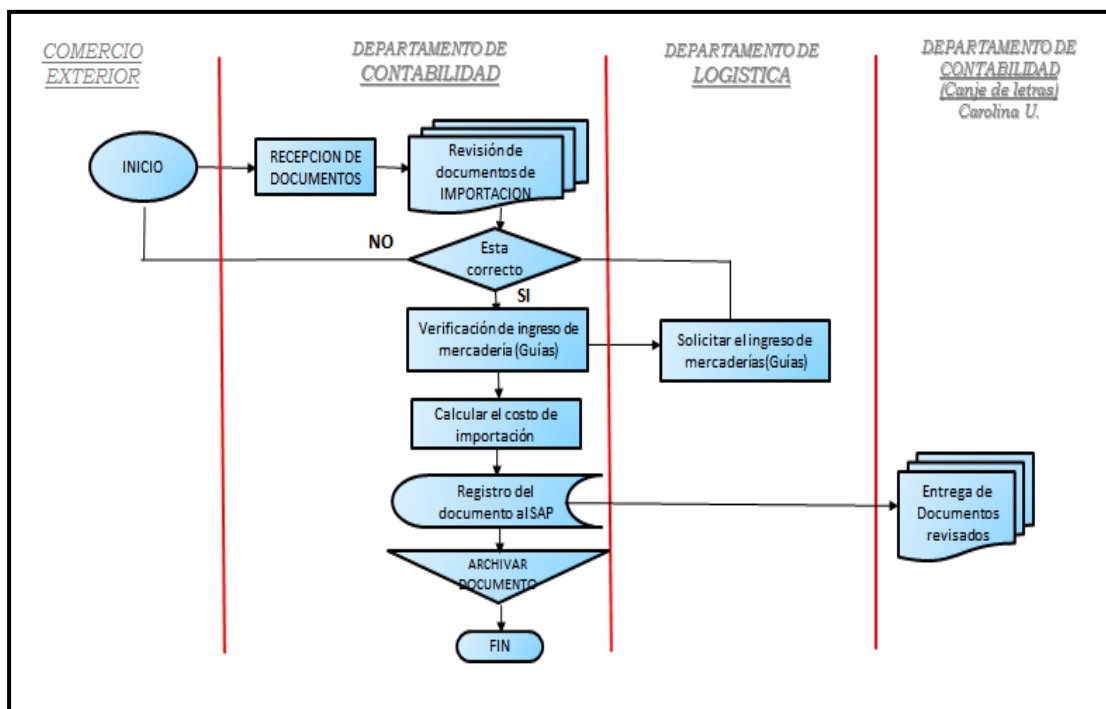 COMERCIO
EXTERIOR
DEPARTAMENTO DE
CONTABILIDAD
DEPARTAMENTO DE
LOGISTICA
DEPARTAMENTO DE
CONTABILIDAD
(Canje de letras)
Carolina U.
INICIO
RECEPCION DE
DOCUMENTOS
Revisión de
documentos de
IMPORTACION
NO
Esta
correcto
SI
Verificación de ingreso de
mercadería (Guías)
Solicitar el ingreso de
mercaderías(Guías)
Calcular el costo de
importación
Registro del
documento al SAP
Entrega de
Documentos
revisados
ARCHIVAR
DOCUMENTO
FIN